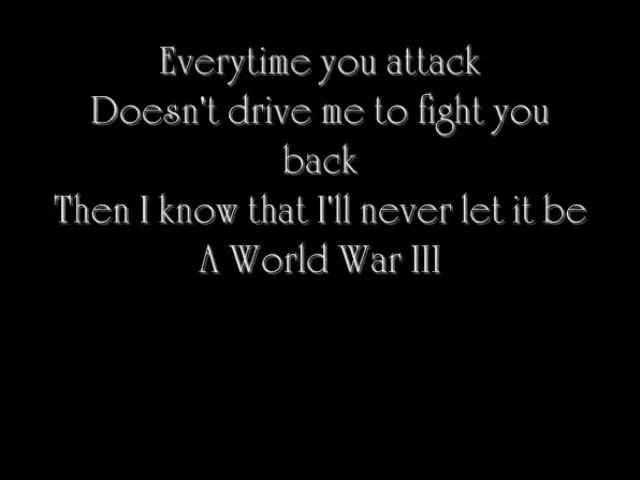 Everytime you attack
Doesn't drive me to fight you
back
Then I know that I'll never let it be
A World War III